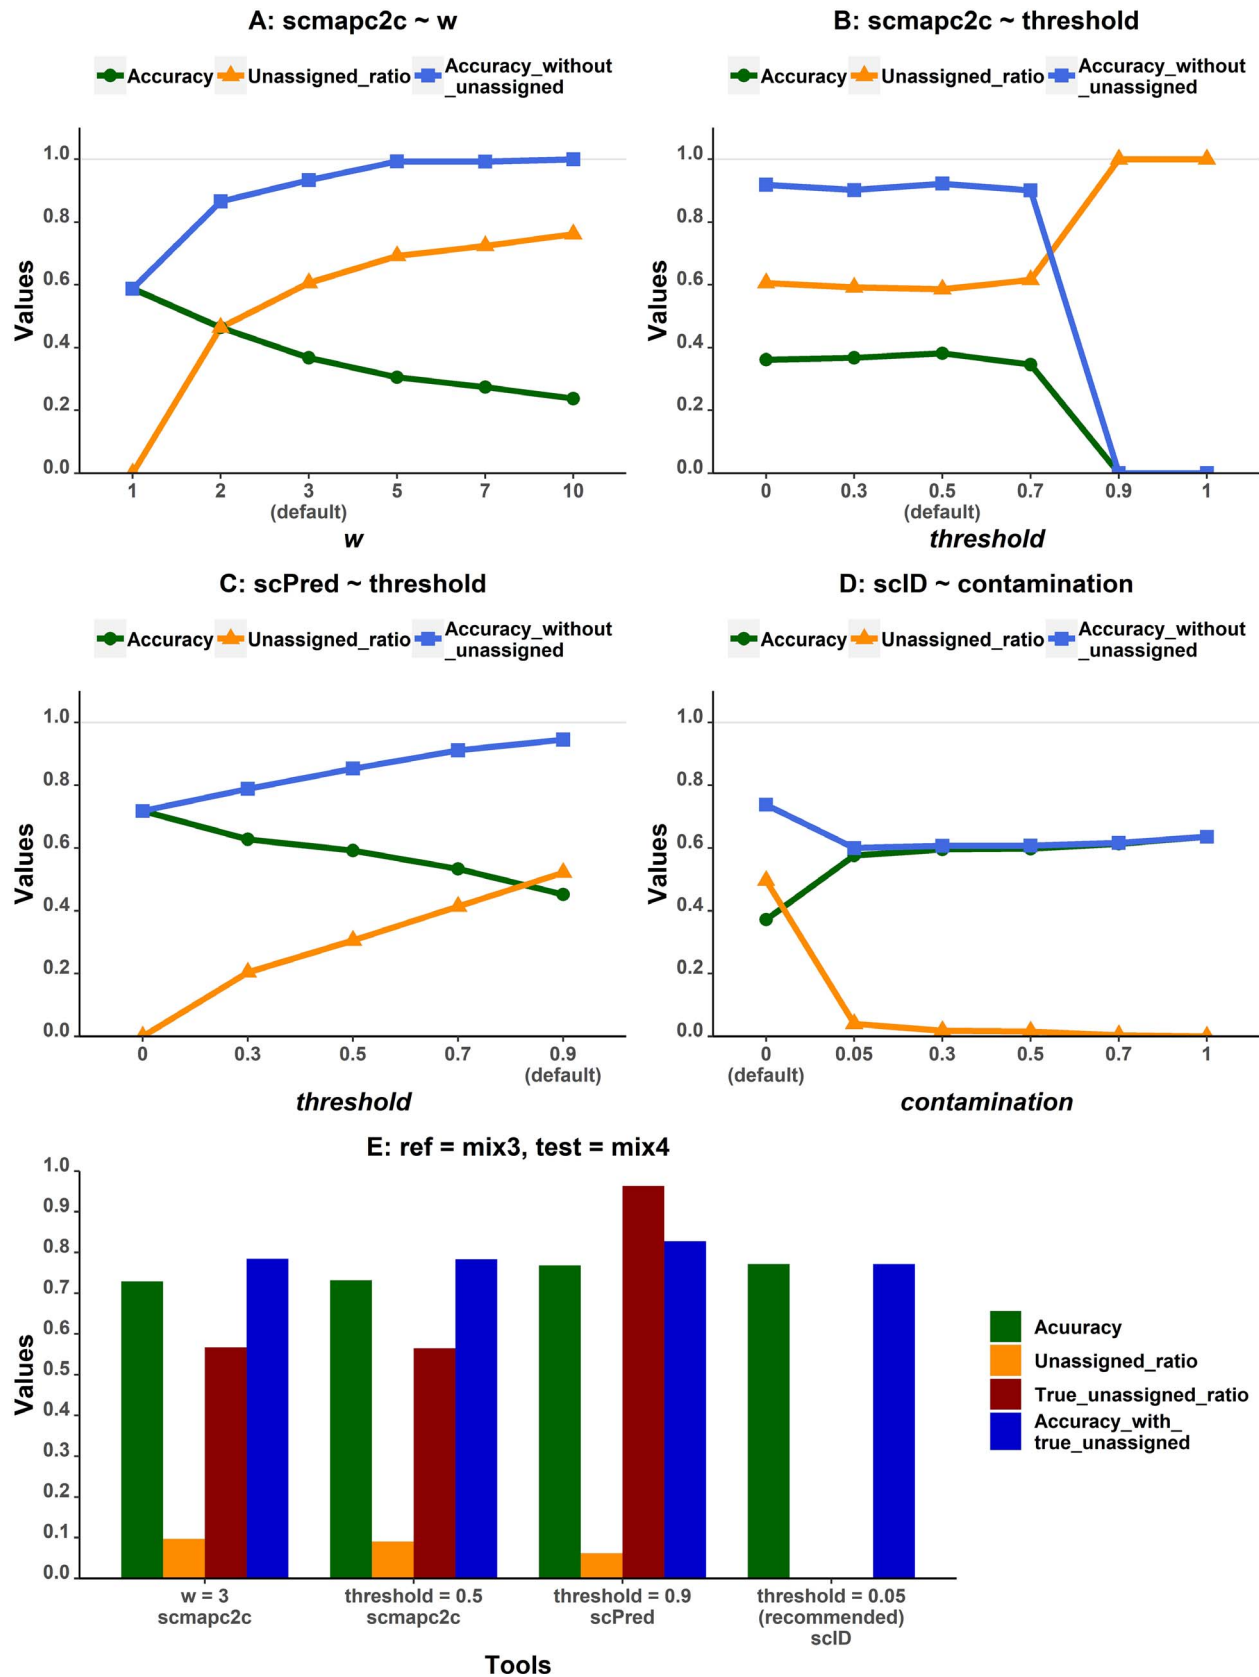 A: scmapc2c ~ w
Accuracy Unassigned_ratio Accuracy_without
_unassigned
Values
1.0
0.8
0.6
0.4
0.2
0.0
1 2 3 5 7 10
(default)
w
B: scmapc2c ~ threshold
Accuracy Unassigned_ratio Accuracy_without
_unassigned
Values
1.0
0.8
0.6
0.4
0.2
0.0
0 0.3 0.5 0.7 0.9 1
(default)
threshold
C: scPred ~ threshold
Accuracy Unassigned_ratio Accuracy_without
_unassigned
Values
1.0
0.8
0.6
0.4
0.2
0.0
0 0.3 0.5 0.7 0.9
(default)
threshold
D: scID ~ contamination
Accuracy Unassigned_ratio Accuracy_without
_unassigned
Values
1.0
0.8
0.6
0.4
0.2
0.0
0 0.05 0.3 0.5 0.7 1
(default)
contamination
E: ref = mix3, test = mix4
Values
1.0
0.9
0.8
0.7
0.6
0.5
0.4
0.3
0.2
0.1
0.0
w = 3
scmapc2c
threshold = 0.5
scmapc2c
threshold = 0.9
scPred
threshold = 0.05
(recommended)
scID
Tools
Acuuracy
Unassigned_ratio
True_unassigned_ratio
Accuracy_with_
true_unassigned